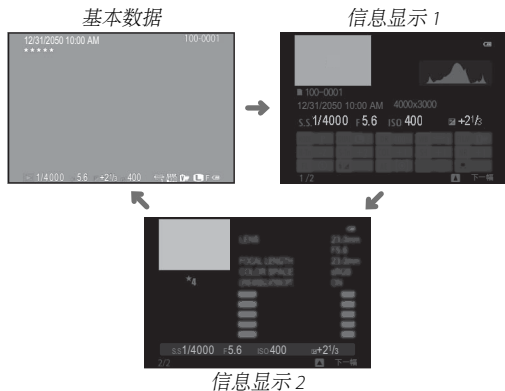 基本数据
信息显示 1
12/31/2050 10:00 AM 100-0001
★★★★★
1/4000 5.6 +2 1/3 400 F
100-0001
12/31/2050 10:00 AM 4000x3000
S.S. 1/4000 F 5.6 ISO 400 +2 1/3
1/2 下一幅
LENS 23.0mm
F5.6
FOCAL LENGTH 23.0mm
COLOR SPACE sRGB
ON
★4
S.S 1/4000 F 5.6 ISO 400 +2 1/3
2/2 下一幅
信息显示 2